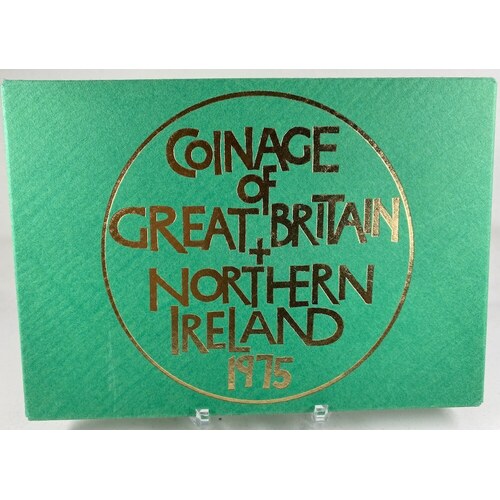 COINAGE
of
GREAT BRITAIN
+
NORTHERN
IRELAND
1975